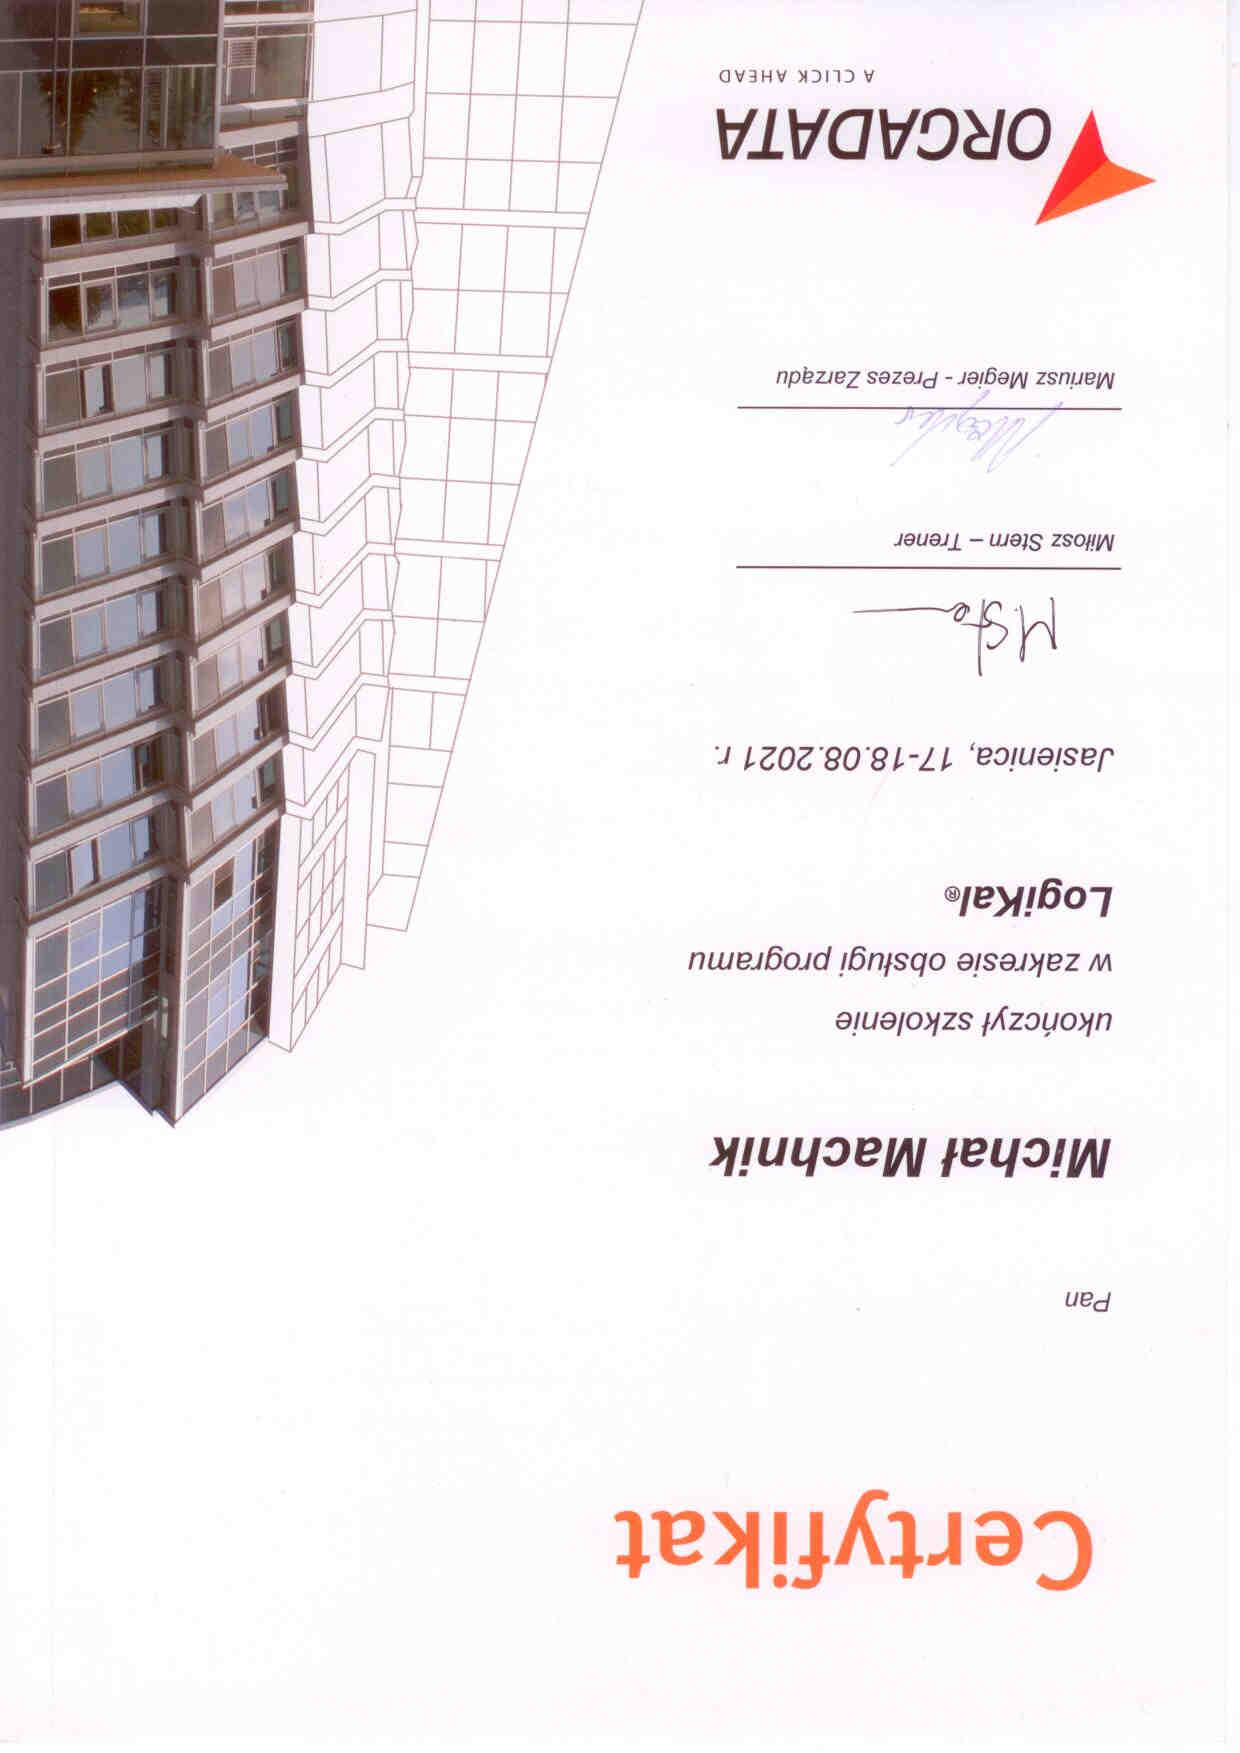 Certyfikat
Pan
Michał Machnik
ukończył szkolenie
w zakresie obsługi programu
LogiKal®
Jasienica, 17-18.08.2021 r.
M. Stern
Miłosz Stern – Trener
Megier
Mariusz Megier - Prezes Zarządu
ORGADATA
A CLICK AHEAD